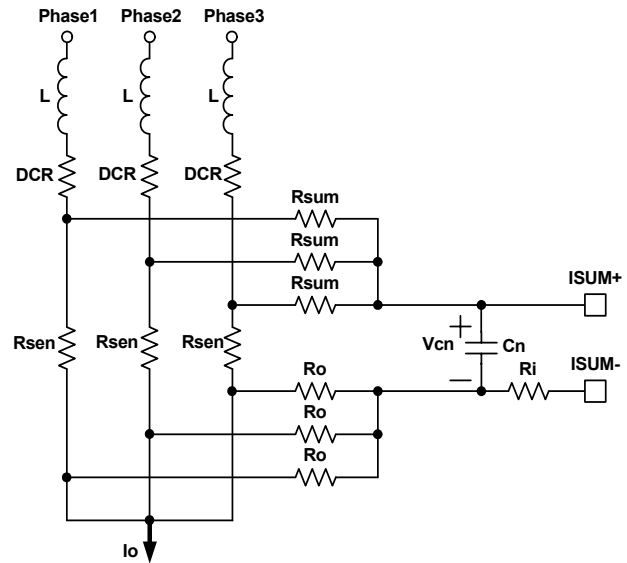 Phase1 Phase2 Phase3
L L L
DCR DCR DCR
Rsum
Rsum
Rsum
ISUM+
Rsen Rsen Rsen
+
Vcn Cn
−
Ro
Ro
Ro
Ri
ISUM-
Io